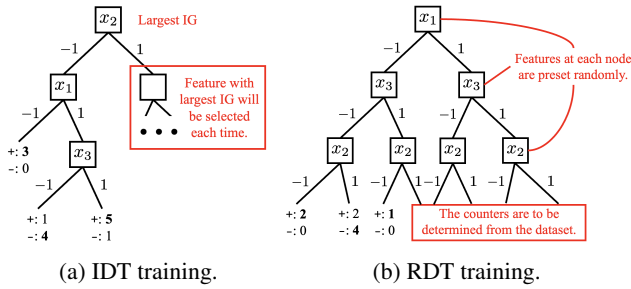 x2 Largest IG
−1 1
x1 Feature with
largest IG will
be selected
each time.
−1 1
+: 3
−: 0
x3
−1 1
+: 1 +: 5
−: 4 −: 1
(a) IDT training.
x1
−1 1
Features at each node
are preset randomly.
x3 x3
−1 1 −1 1
x2 x2 x2 x2
−1 1 −1 1 −1 1 −1 1
+: 2 +: 2 +: 1
−: 0 −: 4 −: 0
The counters are to be
determined from the dataset.
(b) RDT training.